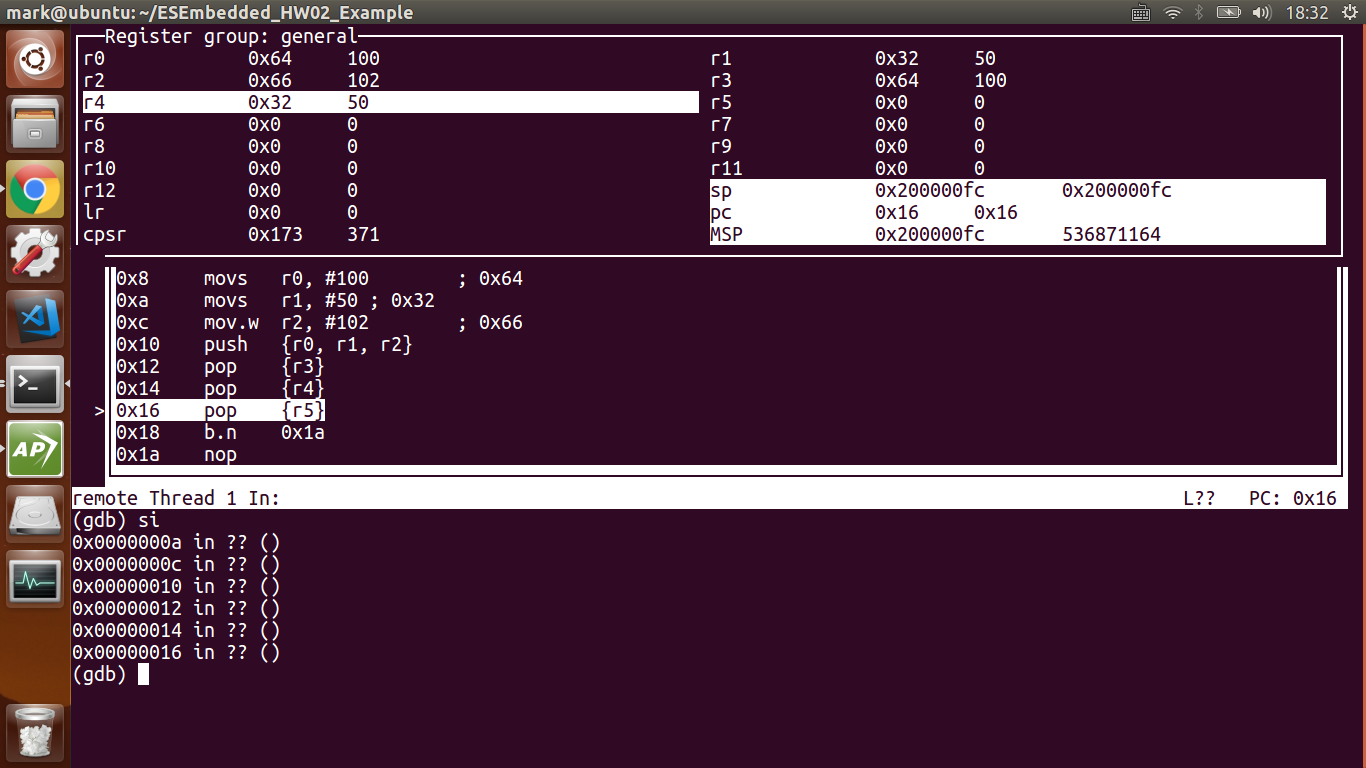 mark@ubuntu: ~/ESEmbedded_HW02_Example 18:32
Register group: general
r0 0x64 100 r1 0x32 50
r2 0x66 102 r3 0x64 100
r4 0x32 50 r5 0x0 0
r6 0x0 0 r7 0x0 0
r8 0x0 0 r9 0x0 0
r10 0x0 0 r11 0x0 0
r12 0x0 0 sp 0x200000fc 0x200000fc
lr 0x0 0 pc 0x16 0x16
cpsr 0x173 371 MSP 0x200000fc 536871164
0x8 movs r0, #100 ; 0x64
0xa movs r1, #50 ; 0x32
0xc mov.w r2, #102 ; 0x66
0x10 push {r0, r1, r2}
0x12 pop {r3}
0x14 pop {r4}
>0x16 pop {r5}
0x18 b.n 0x1a
0x1a nop
remote Thread 1 In: L?? PC: 0x16
(gdb) si
0x0000000a in ?? ()
0x0000000c in ?? ()
0x00000010 in ?? ()
0x00000012 in ?? ()
0x00000014 in ?? ()
0x00000016 in ?? ()
(gdb)
>_
AP